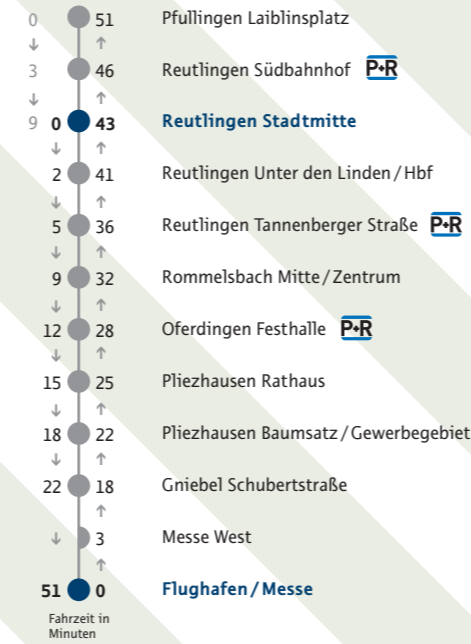 0 51 Pfullingen Laiblinsplatz
↓ ↑
3 46 Reutlingen Südbahnhof P+R
↓ ↑
9 0 43 Reutlingen Stadtmitte
↓ ↑
2 41 Reutlingen Unter den Linden/Hbf
↓ ↑
5 36 Reutlingen Tannenberger Straße P+R
↓ ↑
9 32 Rommelsbach Mitte/Zentrum
↓ ↑
12 28 Oferdingen Festhalle P+R
↓ ↑
15 25 Pliezhausen Rathaus
↓ ↑
18 22 Pliezhausen Baumsatz/Gewerbegebiet
↓ ↑
22 18 Gniebel Schubertstraße
↑
↓ 3 Messe West
↑
51 0 Flughafen/Messe
Fahrzeit in
Minuten